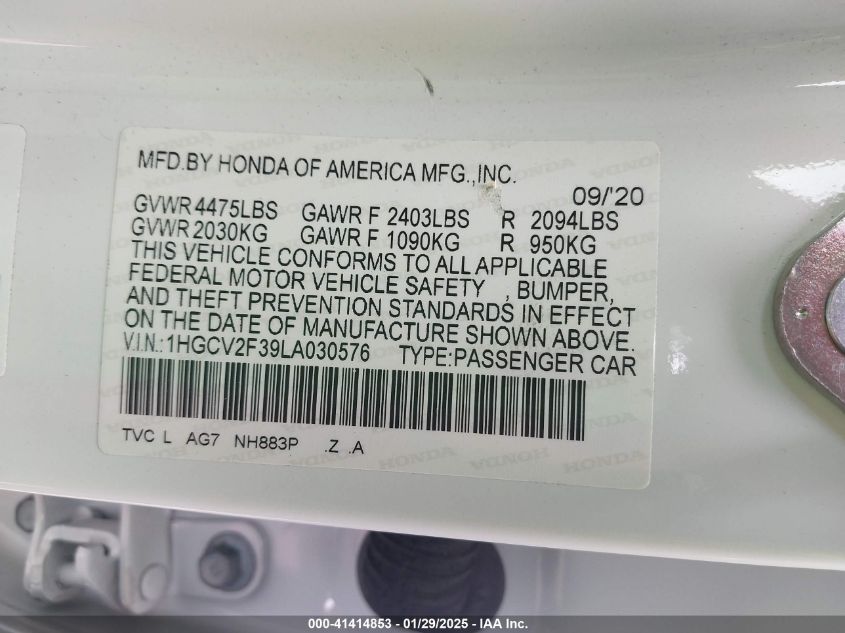 MFD.BY HONDA OF AMERICA MFG.,INC.
09/'20
GVWR 4475LBS GAWR F 2403LBS R 2094LBS
GVWR 2030KG GAWR F 1090KG R 950KG
THIS VEHICLE CONFORMS TO ALL APPLICABLE
FEDERAL MOTOR VEHICLE SAFETY , BUMPER,
AND THEFT PREVENTION STANDARDS IN EFFECT
ON THE DATE OF MANUFACTURE SHOWN ABOVE.
V.I.N.:1HGCV2F39LA030576 TYPE:PASSENGER CAR
TVC L AG7 NH883P .Z .A
000-41414853 - 01/29/2025 - IAA Inc.